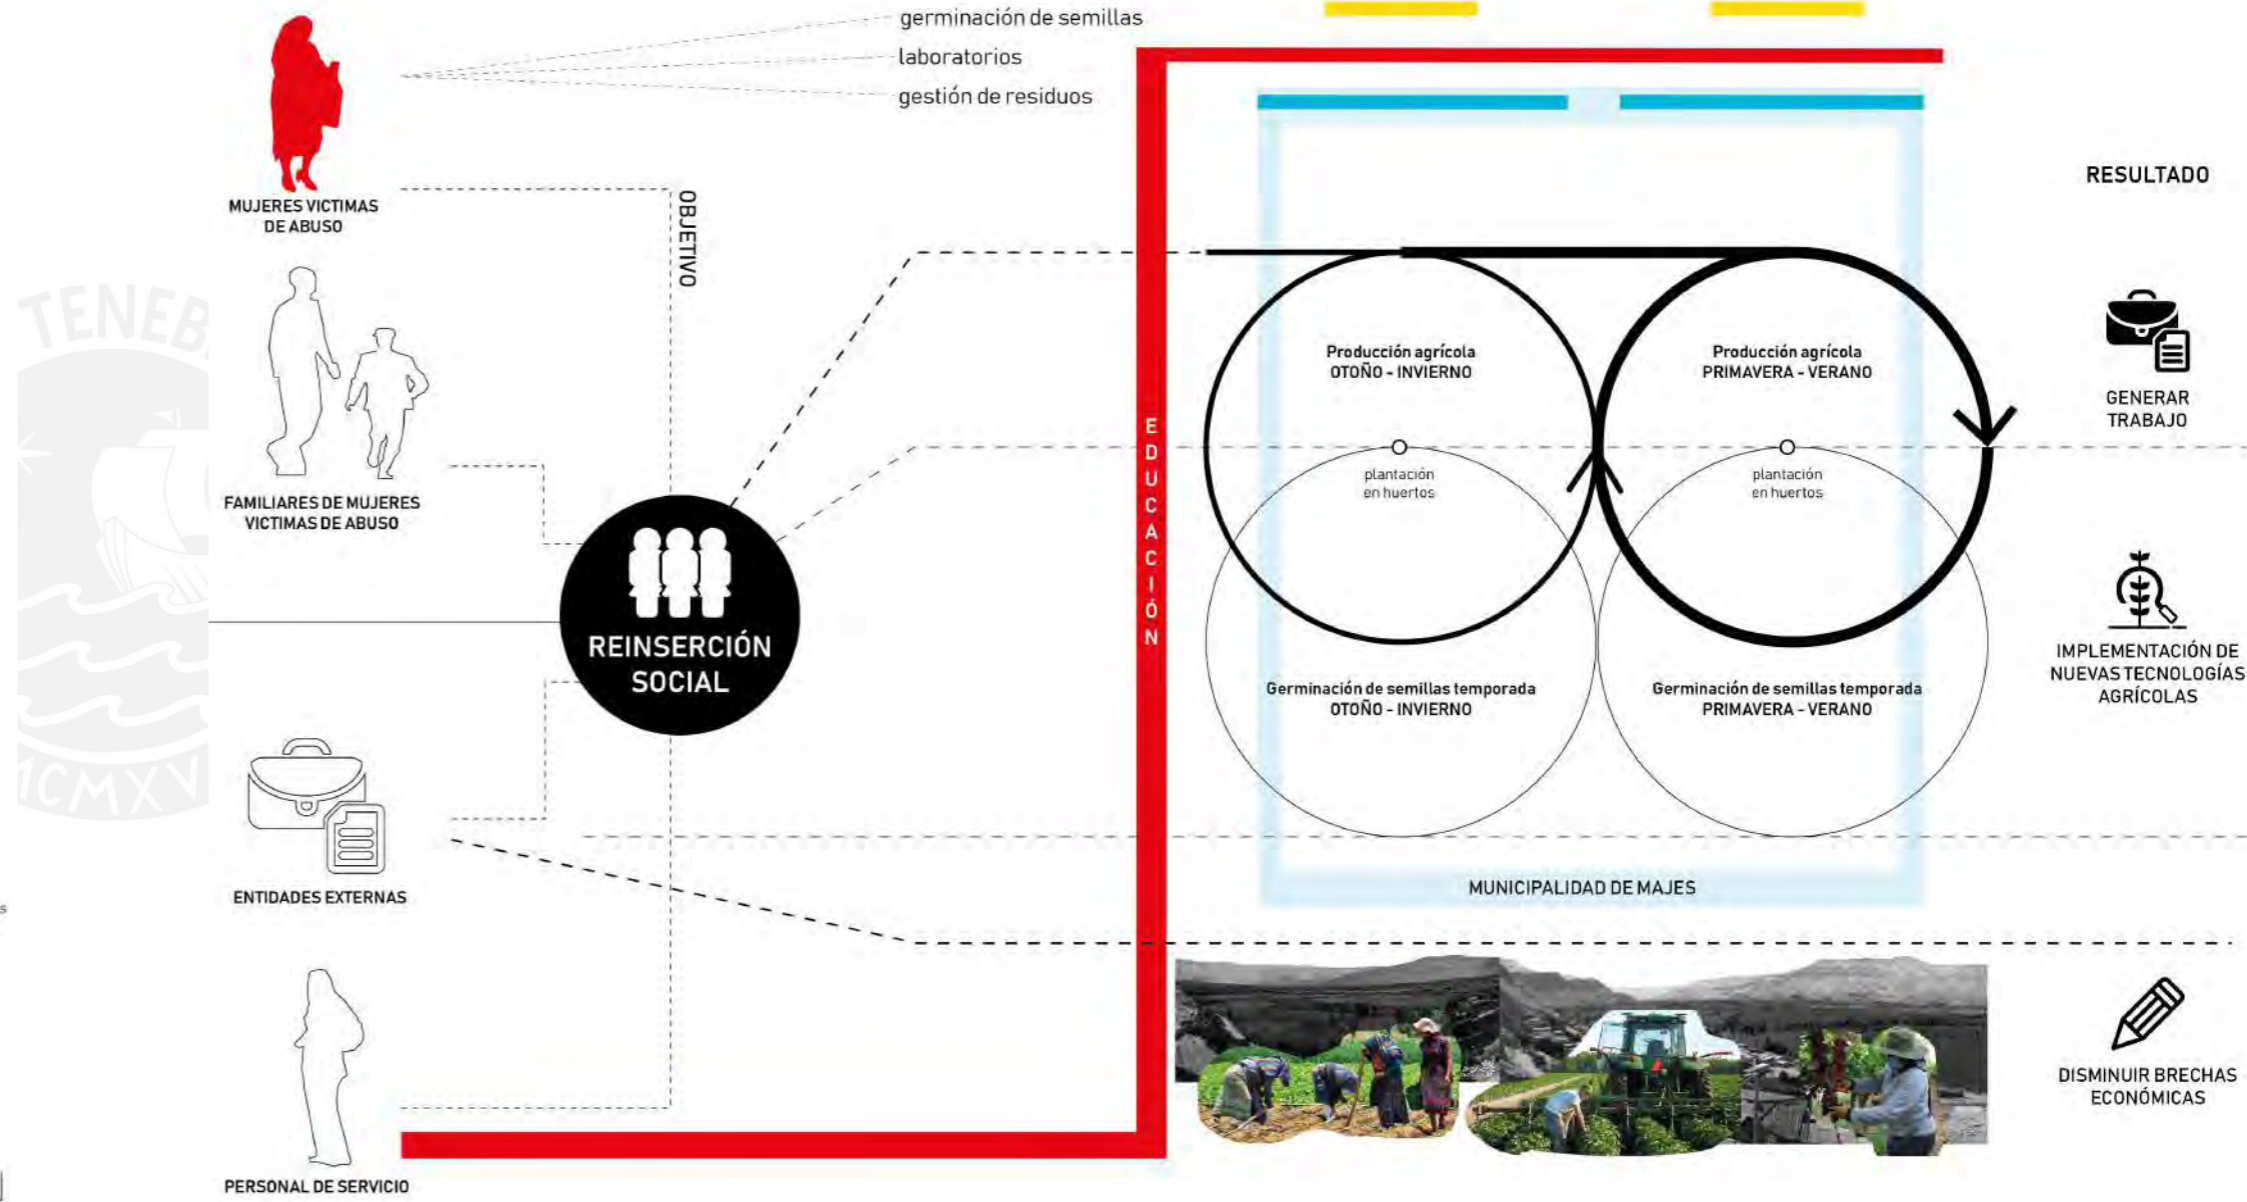 germinación de semillas
laboratorios
gestión de residuos
MUJERES VICTIMAS
DE ABUSO
OBJETIVO
RESULTADO
TENEB
FAMILIARES DE MUJERES
VICTIMAS DE ABUSO
REINSERCIÓN
SOCIAL
EDUCACIÓN
Producción agrícola
OTOÑO - INVIERNO
Producción agrícola
PRIMAVERA - VERANO
plantación
en huertos
plantación
en huertos
Germinación de semillas temporada
OTOÑO - INVIERNO
Germinación de semillas temporada
PRIMAVERA - VERANO
GENERAR
TRABAJO
IMPLEMENTACIÓN DE
NUEVAS TECNOLOGÍAS
AGRÍCOLAS
MCMXV
ENTIDADES EXTERNAS
MUNICIPALIDAD DE MAJES
DISMINUIR BRECHAS
ECONÓMICAS
PERSONAL DE SERVICIO